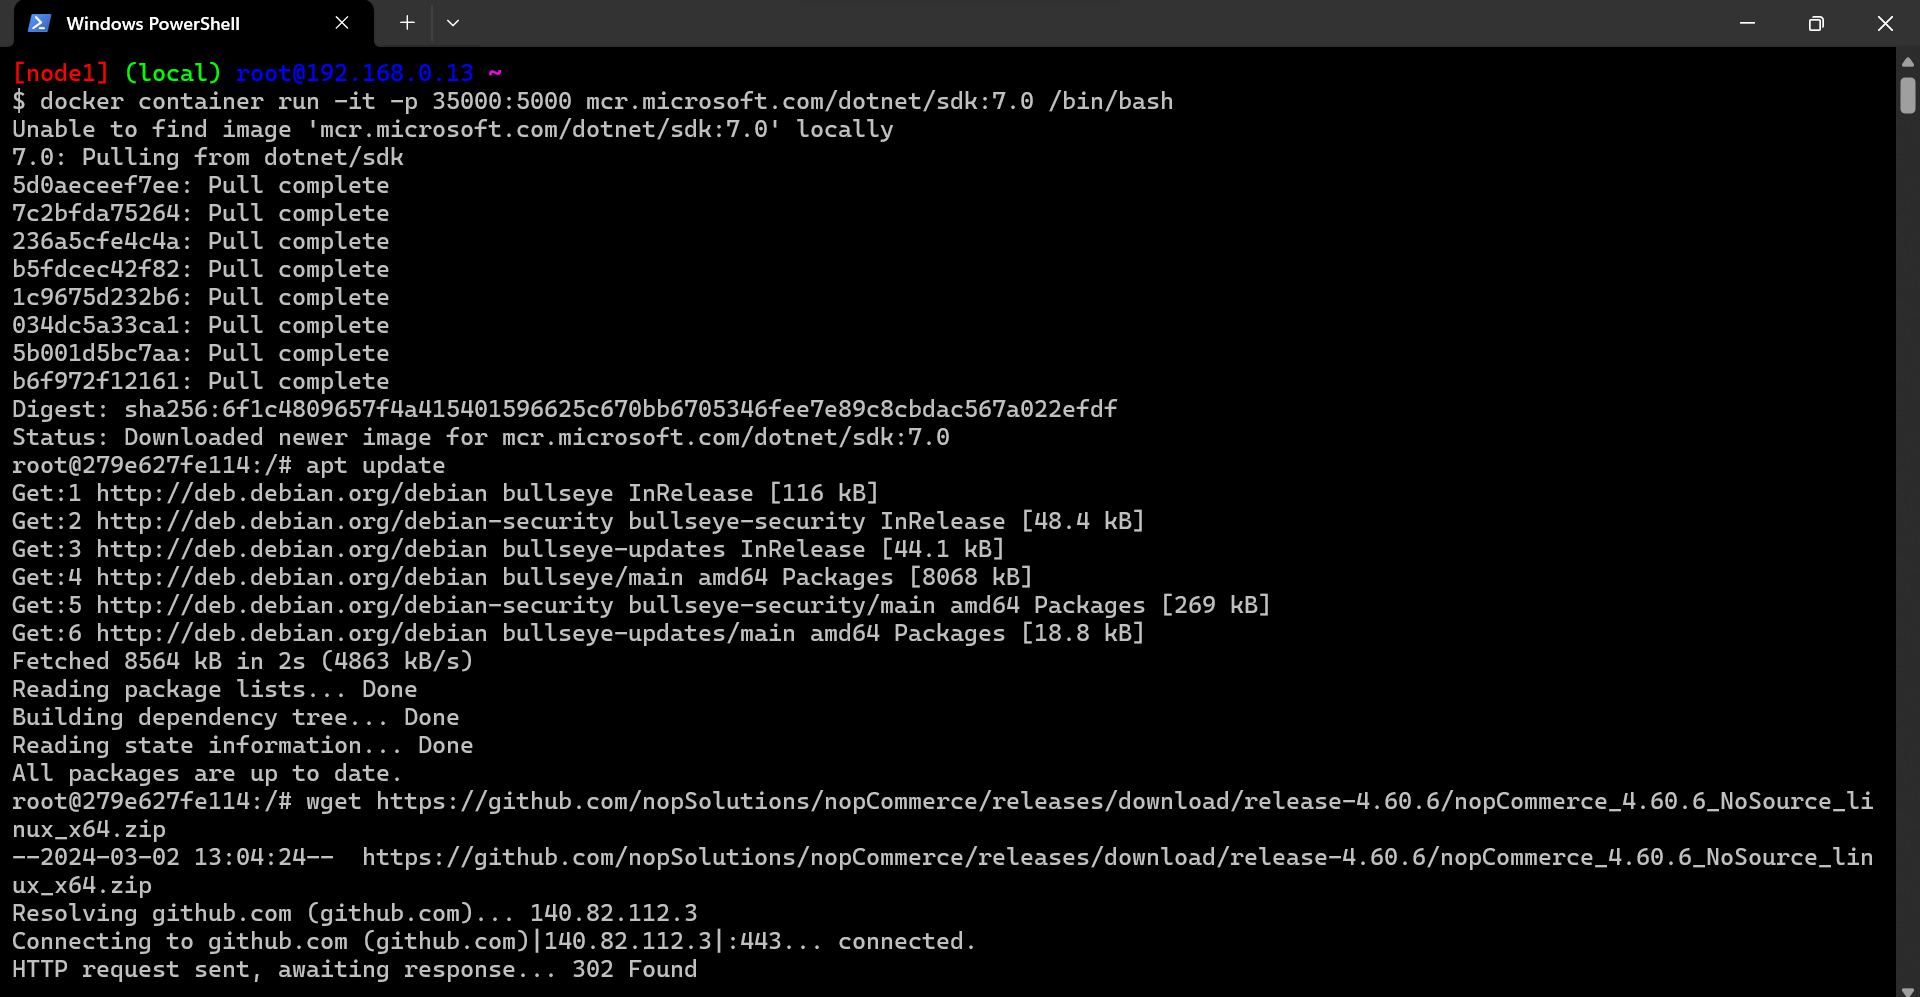 Windows PowerShell
[node1] (local) root@192.168.0.13 ~
$ docker container run -it -p 35000:5000 mcr.microsoft.com/dotnet/sdk:7.0 /bin/bash
Unable to find image 'mcr.microsoft.com/dotnet/sdk:7.0' locally
7.0: Pulling from dotnet/sdk
5d0aeceef7ee: Pull complete
7c2bfda75264: Pull complete
236a5cfe4c4a: Pull complete
b5fdcec42f82: Pull complete
1c9675d232b6: Pull complete
034dc5a33ca1: Pull complete
5b001d5bc7aa: Pull complete
b6f972f12161: Pull complete
Digest: sha256:6f1c4809657f4a415401596625c670bb6705346fee7e89c8cbdac567a022efdf
Status: Downloaded newer image for mcr.microsoft.com/dotnet/sdk:7.0
root@279e627fe114:/# apt update
Get:1 http://deb.debian.org/debian bullseye InRelease [116 kB]
Get:2 http://deb.debian.org/debian-security bullseye-security InRelease [48.4 kB]
Get:3 http://deb.debian.org/debian bullseye-updates InRelease [44.1 kB]
Get:4 http://deb.debian.org/debian bullseye/main amd64 Packages [8068 kB]
Get:5 http://deb.debian.org/debian-security bullseye-security/main amd64 Packages [269 kB]
Get:6 http://deb.debian.org/debian bullseye-updates/main amd64 Packages [18.8 kB]
Fetched 8564 kB in 2s (4863 kB/s)
Reading package lists... Done
Building dependency tree... Done
Reading state information... Done
All packages are up to date.
root@279e627fe114:/# wget https://github.com/nopSolutions/nopCommerce/releases/download/release-4.60.6/nopCommerce_4.60.6_NoSource_li
nux_x64.zip
--2024-03-02 13:04:24--  https://github.com/nopSolutions/nopCommerce/releases/download/release-4.60.6/nopCommerce_4.60.6_NoSource_lin
ux_x64.zip
Resolving github.com (github.com)... 140.82.112.3
Connecting to github.com (github.com)|140.82.112.3|:443... connected.
HTTP request sent, awaiting response... 302 Found